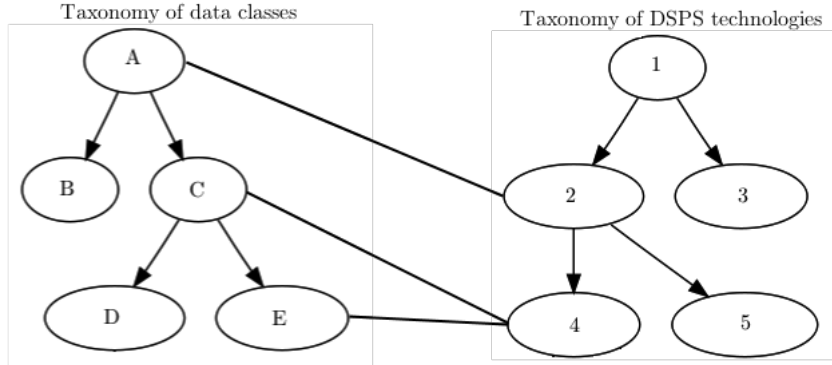 Taxonomy of data classes
Taxonomy of DSPS technologies
A
1
B
C
2
3
D
E
4
5